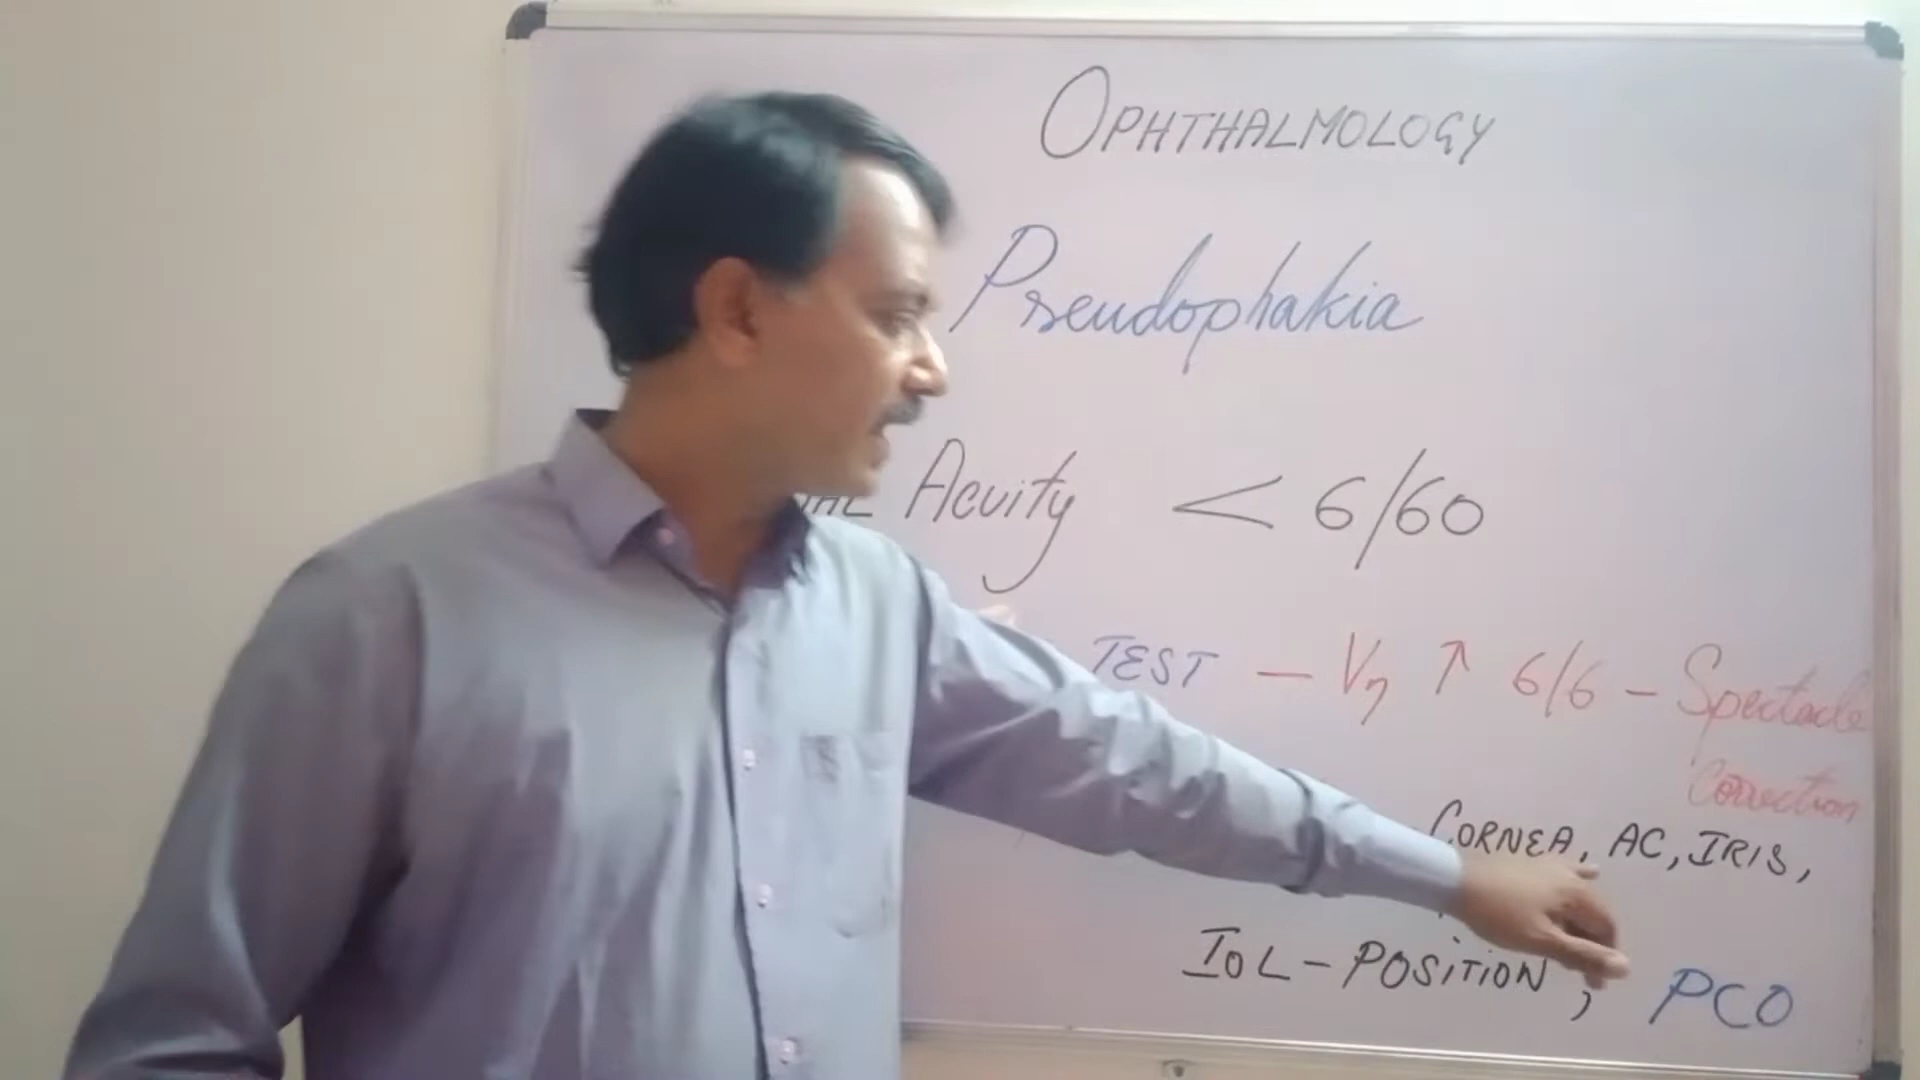 OPHTHALMOLOGY
Pseudophakia
Acuity < 6/60
TEST — Vn ↑ 6/6 - Spectacle
Correction
CORNEA, AC, IRIS,
IOL - POSITION, PCO